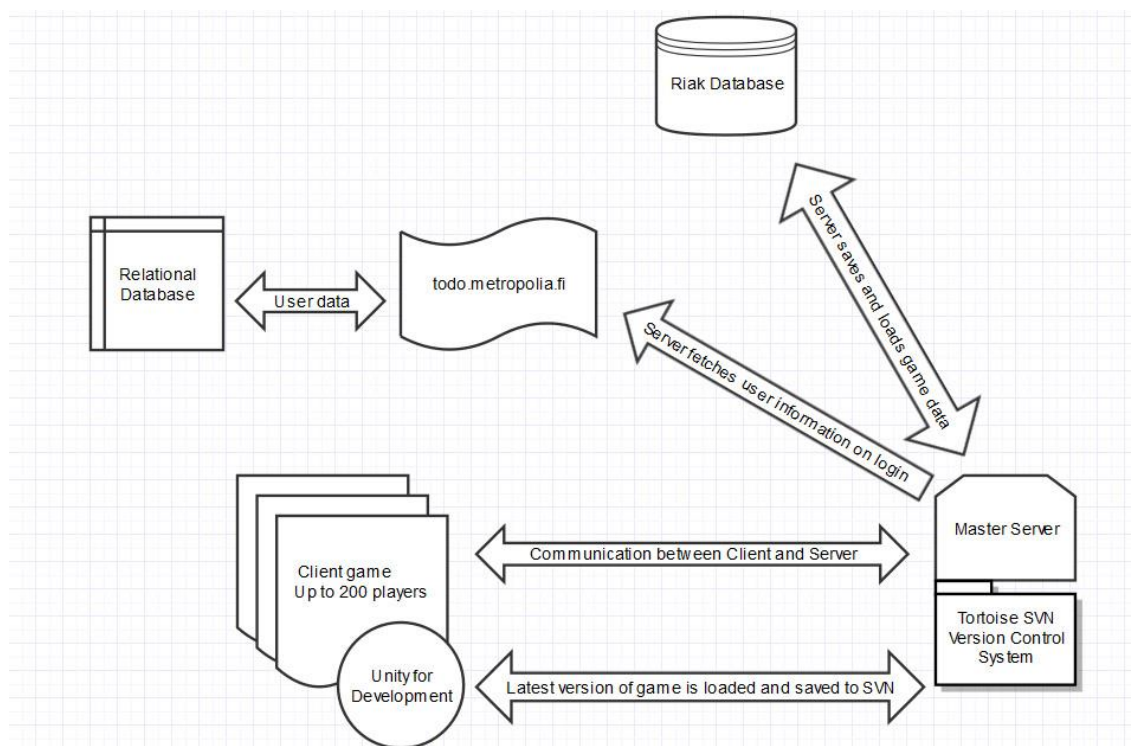 Riak Database
Server saves and loads game data
Relational
Database
User data
todo.metropolia.fi
Server fetches user information on login
Master Server
Communication between Client and Server
Client game
Up to 200 players
Tortoise SVN
Version Control
System
Unity for
Development
Latest version of game is loaded and saved to SVN